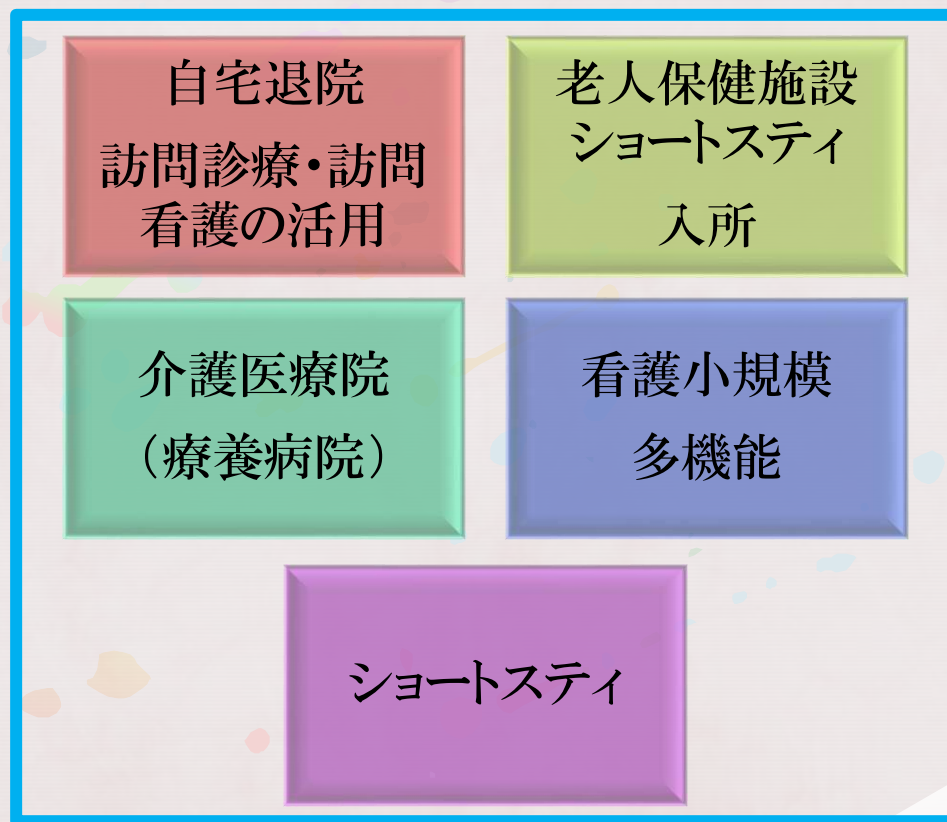 自宅退院
訪問診療・訪問
看護の活用
老人保健施設
ショートスティ
入所
介護医療院
（療養病院）
看護小規模
多機能
ショートスティ